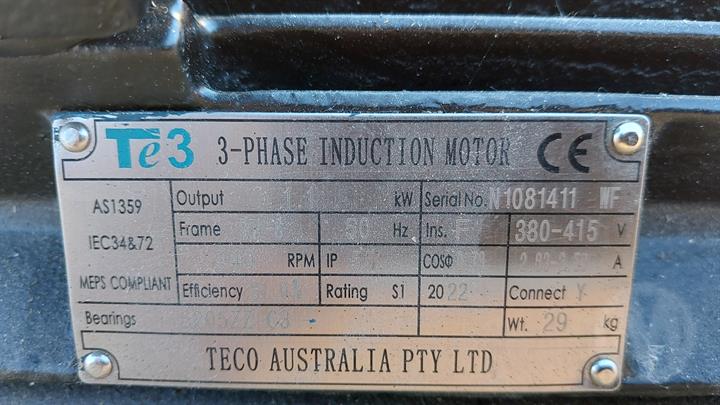 Te3 3-PHASE INDUCTION MOTOR CE
AS1359
IEC34&72
MEPS COMPLIANT
Output kW Serial No. N1081411 WF
Frame 50 Hz Ins. F 380-415 V
RPM IP COSΦ A
Efficiency Rating S1 2022 Connect Y
Bearings Wt. 29 kg
TECO AUSTRALIA PTY LTD